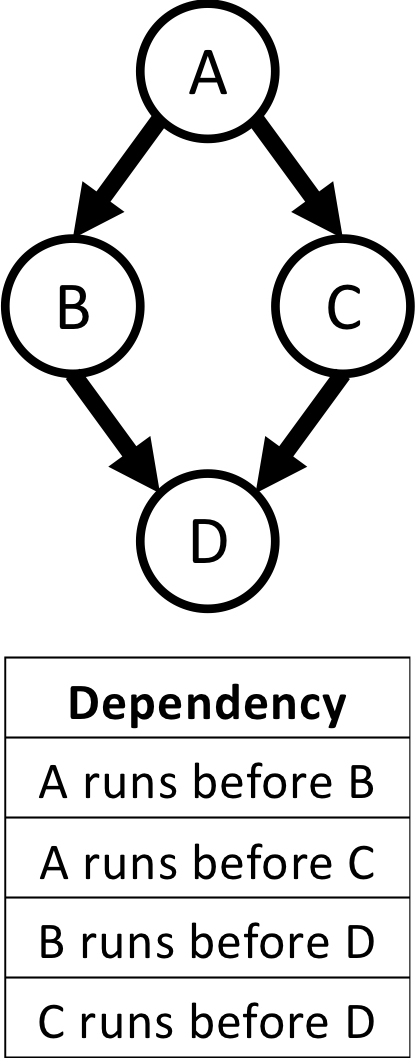 A
B C
D
Dependency
A runs before B
A runs before C
B runs before D
C runs before D